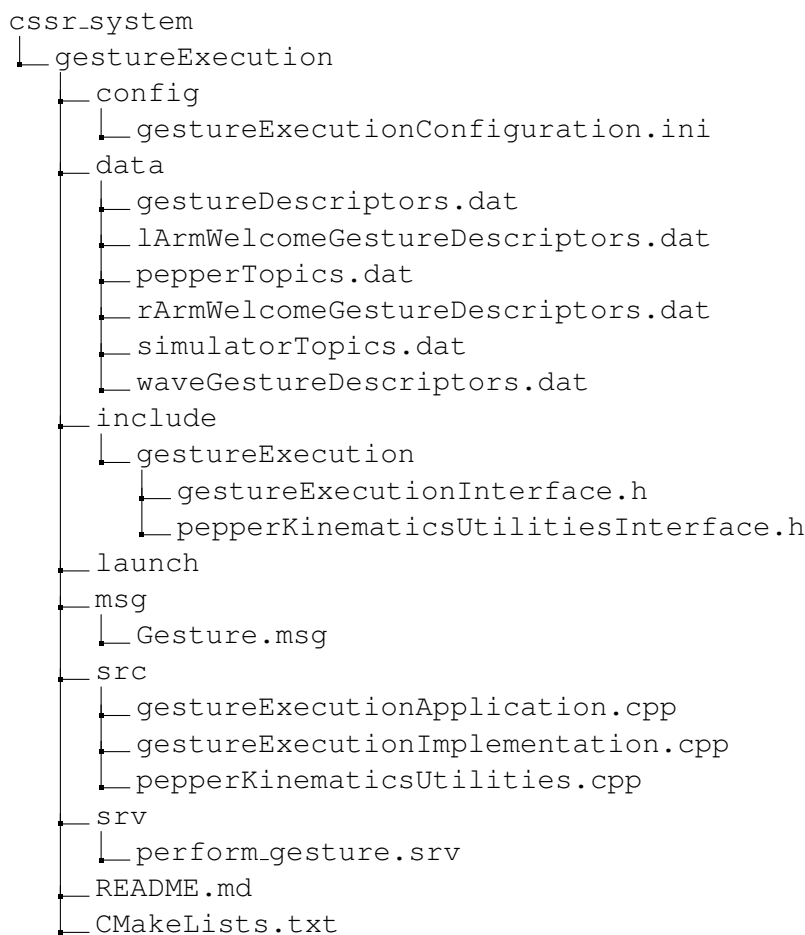 cssr_system
gestureExecution
config
gestureExecutionConfiguration.ini
data
gestureDescriptors.dat
lArmWelcomeGestureDescriptors.dat
pepperTopics.dat
rArmWelcomeGestureDescriptors.dat
simulatorTopics.dat
waveGestureDescriptors.dat
include
gestureExecution
gestureExecutionInterface.h
pepperKinematicsUtilitiesInterface.h
launch
msg
Gesture.msg
src
gestureExecutionApplication.cpp
gestureExecutionImplementation.cpp
pepperKinematicsUtilities.cpp
srv
perform_gesture.srv
README.md
CMakeLists.txt